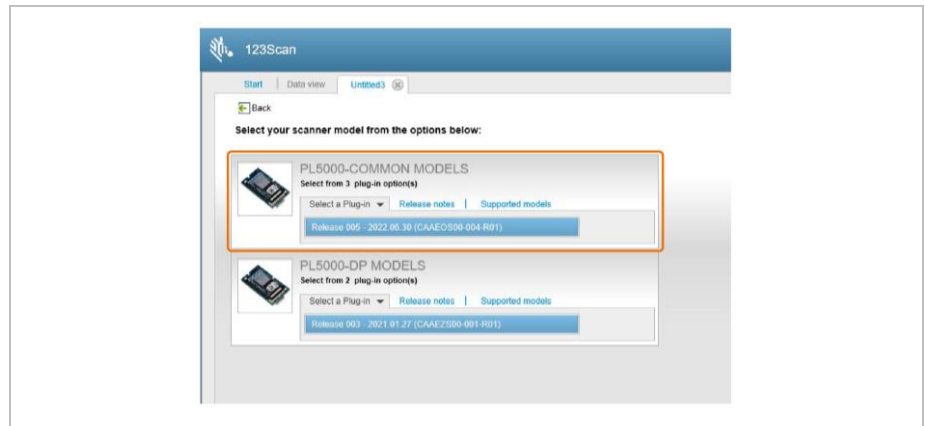 123Scan
Start | Data view Untitled3
Back
Select your scanner model from the options below:
PL5000-COMMON MODELS
Select from 3 plug-in option(s)
Select a Plug-in Release notes | Supported models
Release 005 - 2022.06.30 (CAAEOS00-004-R01)
PL5000-DP MODELS
Select from 2 plug-in option(s)
Select a Plug-in Release notes | Supported models
Release 003 - 2021.01.27 (CAAEZS00-001-R01)